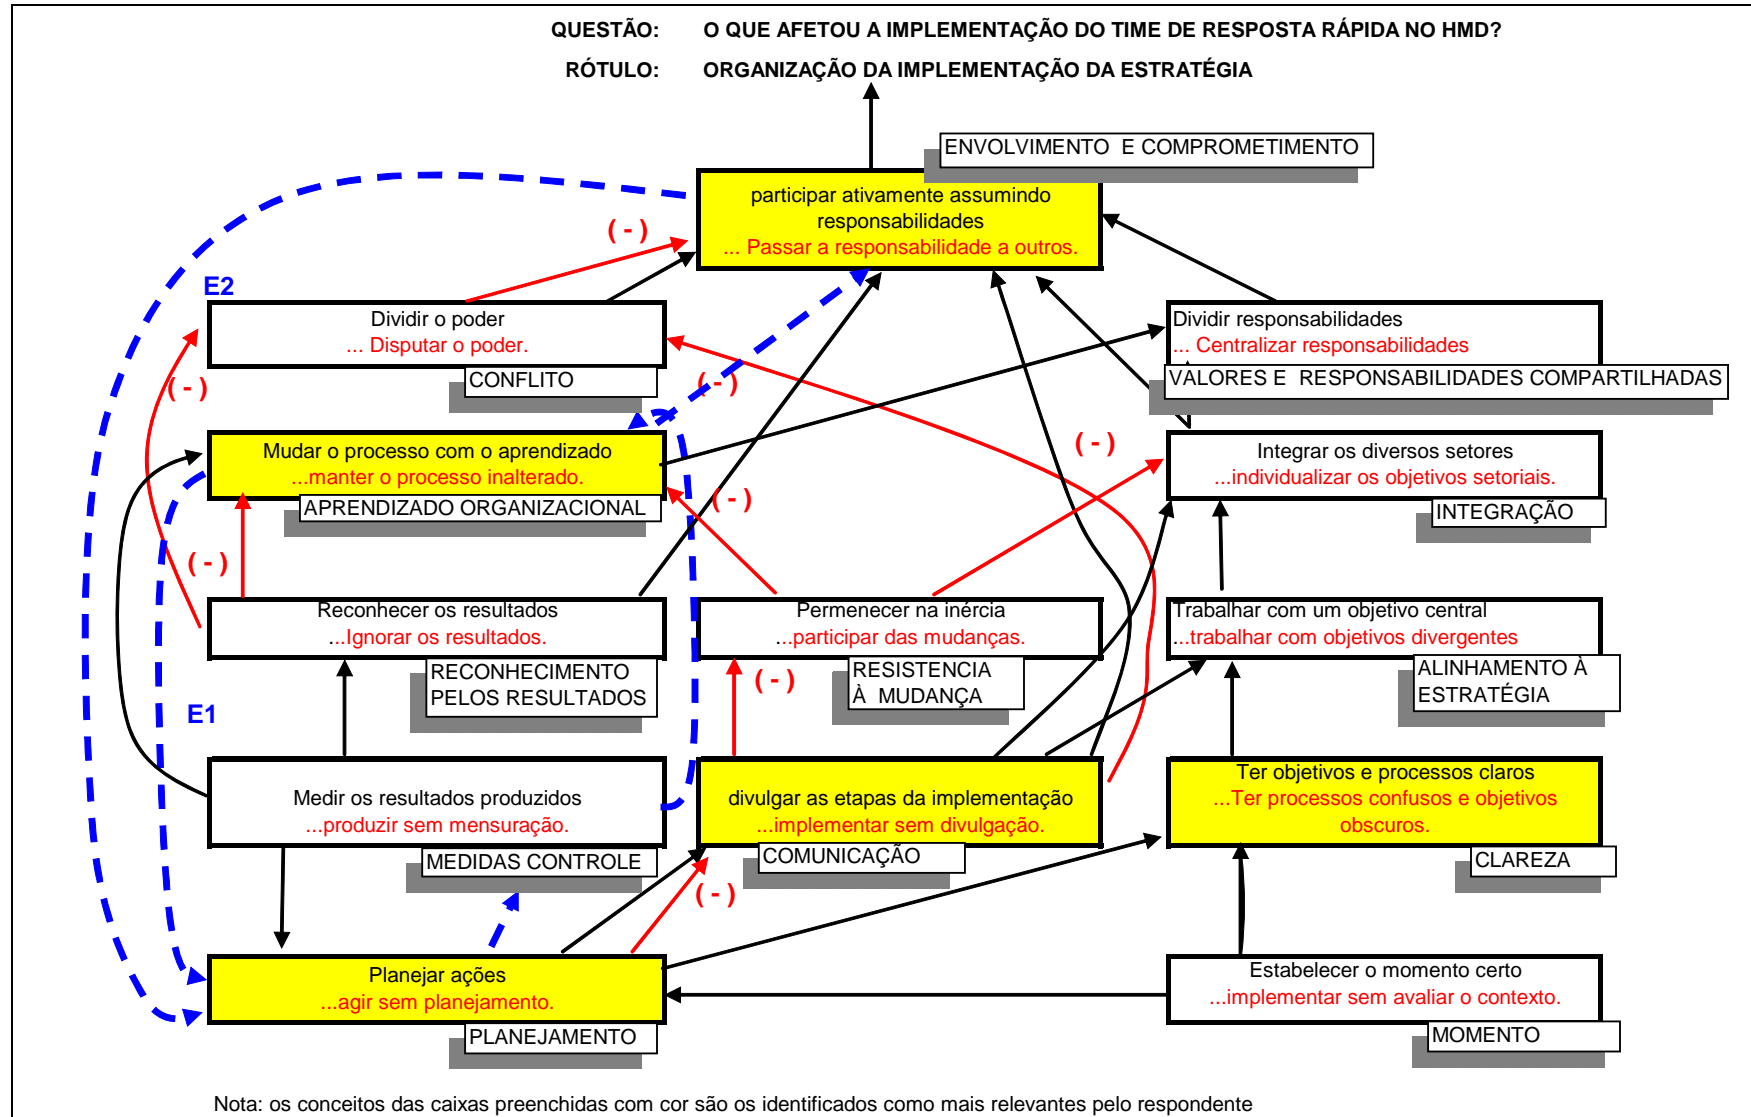 QUESTÃO: O QUE AFETOU A IMPLEMENTAÇÃO DO TIME DE RESPOSTA RÁPIDA NO HMD?
RÓTULO: ORGANIZAÇÃO DA IMPLEMENTAÇÃO DA ESTRATÉGIA
ENVOLVIMENTO E COMPROMETIMENTO
participar ativamente assumindo
responsabilidades
... Passar a responsabilidade a outros.
( - )
E2
Dividir o poder
... Disputar o poder.
CONFLITO
( - )
( - )
Dividir responsabilidades
... Centralizar responsabilidades
VALORES E RESPONSABILIDADES COMPARTILHADAS
Mudar o processo com o aprendizado
...manter o processo inalterado.
APRENDIZADO ORGANIZACIONAL
( - )
( - )
Integrar os diversos setores
...individualizar os objetivos setoriais.
INTEGRAÇÃO
( - )
Reconhecer os resultados
...Ignorar os resultados.
RECONHECIMENTO
PELOS RESULTADOS
Permenecer na inércia
...participar das mudanças.
RESISTENCIA
À MUDANÇA
( - )
Trabalhar com um objetivo central
...trabalhar com objetivos divergentes
ALINHAMENTO À
ESTRATÉGIA
E1
Medir os resultados produzidos
...produzir sem mensuração.
MEDIDAS CONTROLE
divulgar as etapas da implementação
...implementar sem divulgação.
COMUNICAÇÃO
( - )
Ter objetivos e processos claros
...Ter processos confusos e objetivos
obscuros.
CLAREZA
Planejar ações
...agir sem planejamento.
PLANEJAMENTO
Estabelecer o momento certo
...implementar sem avaliar o contexto.
MOMENTO
Nota: os conceitos das caixas preenchidas com cor são os identificados como mais relevantes pelo respondente